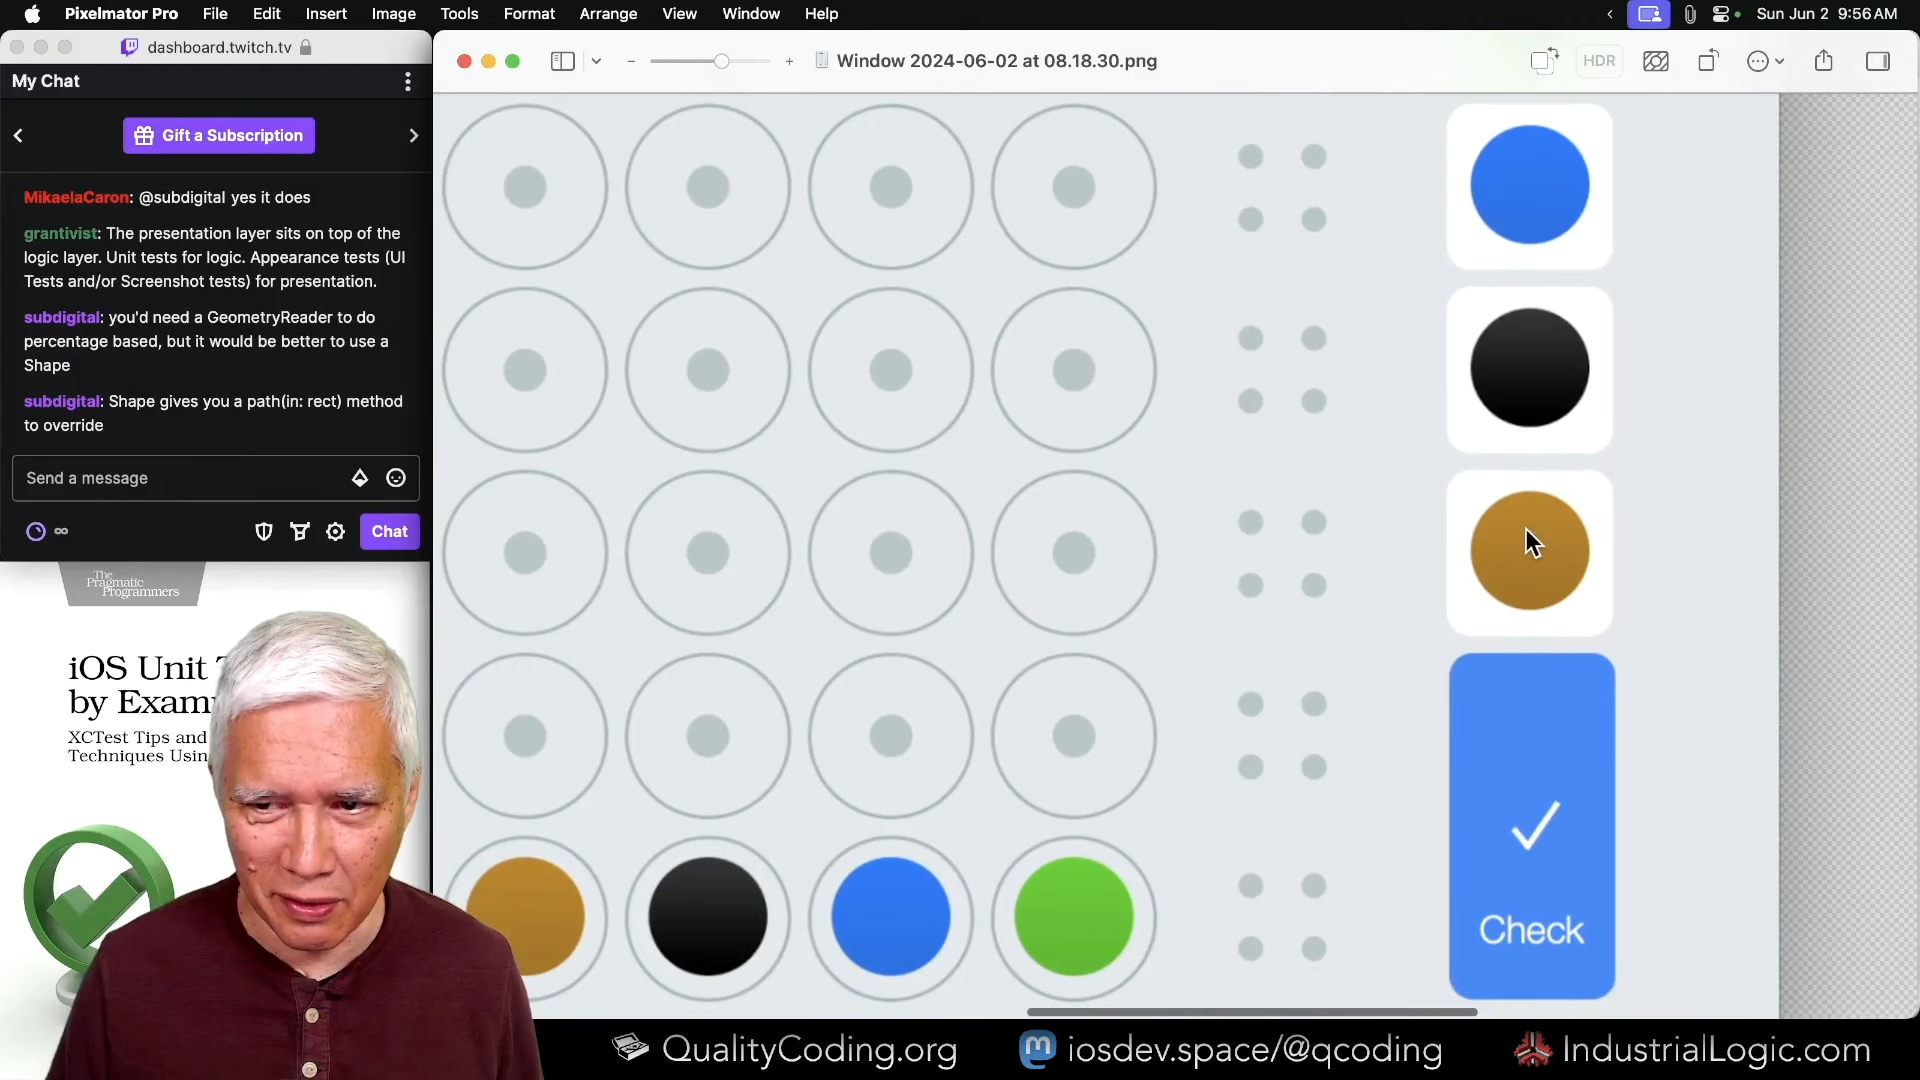 Pixelmator Pro File Edit Insert Image Tools Format Arrange View Window Help
Sun Jun 2 9:56 AM
dashboard.twitch.tv
Window 2024-06-02 at 08.18.30.png
HDR
My Chat
Gift a Subscription
MikaelaCaron: @subdigital yes it does
grantivist: The presentation layer sits on top of the
logic layer. Unit tests for logic. Appearance tests (UI
Tests and/or Screenshot tests) for presentation.
subdigital: you'd need a GeometryReader to do
percentage based, but it would be better to use a
Shape
subdigital: Shape gives you a path(in: rect) method
to override
Send a message
∞
Chat
The
Pragmatic
Programmers
iOS Unit
by Exam
XCTest Tips and
Techniques Usin
Check
QualityCoding.org
iosdev.space/@qcoding
IndustrialLogic.com